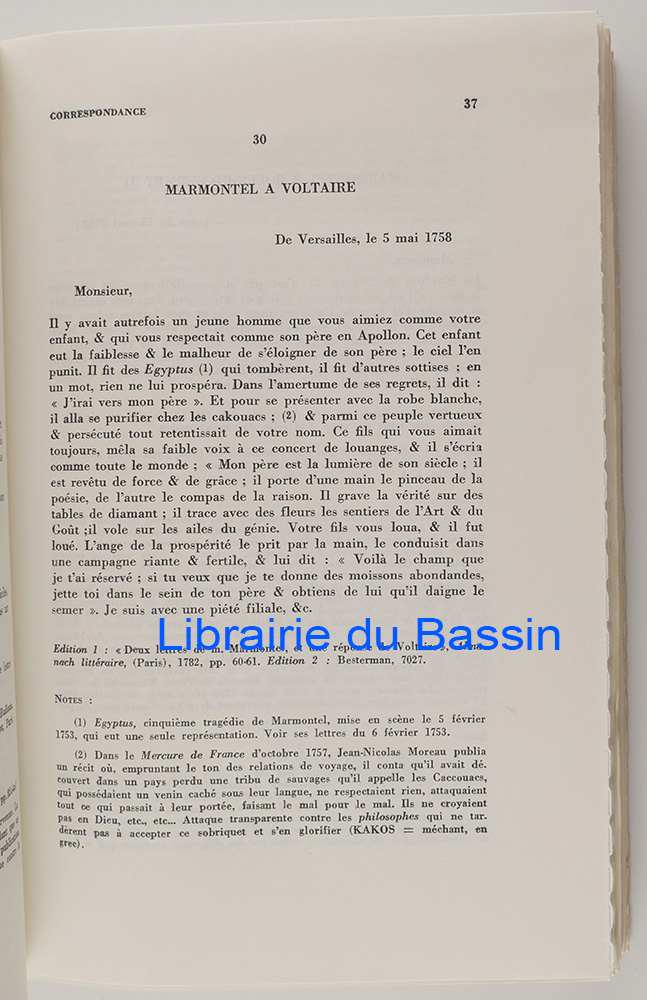 CORRESPONDANCE
37
30
MARMONTEL A VOLTAIRE
De Versailles, le 5 mai 1758
Monsieur,
Il y avait autrefois un jeune homme que vous aimiez comme votre
enfant, & qui vous respectait comme son père en Apollon. Cet enfant
eut la faiblesse & le malheur de s'éloigner de son père ; le ciel l'en
punit. Il fit des Egyptus (1) qui tombèrent, il fit d'autres sottises ; en
un mot, rien ne lui prospéra. Dans l'amertume de ses regrets, il dit :
« J'irai vers mon père ». Et pour se présenter avec la robe blanche,
il alla se purifier chez les cakouacs ; (2) & parmi ce peuple vertueux
& persécuté tout retentissait de votre nom. Ce fils qui vous aimait
toujours, mêla sa faible voix à ce concert de louanges, & il s'écria
comme toute le monde ; « Mon père est la lumière de son siècle ; il
est revêtu de force & de grâce ; il porte d'une main le pinceau de la
poésie, de l'autre le compas de la raison. Il grave la vérité sur des
tables de diamant ; il trace avec des fleurs les sentiers de l'Art & du
Goût ;il vole sur les ailes du génie. Votre fils vous loua, & il fut
loué. L'ange de la prospérité le prit par la main, le conduisit dans
une campagne riante & fertile, & lui dit : « Voilà le champ que
je t'ai réservé ; si tu veux que je te donne des moissons abondandes,
jette toi dans le sein de ton père & obtiens de lui qu'il daigne le
semer ». Je suis avec une piété filiale, &c.
Librairie du Bassin
Edition 1 : « Deux lettres de m. Marmontel, et une réponse de Voltaire »,
nach littéraire, (Paris), 1782, pp. 60-61. Edition 2 : Besterman, 7027.
NOTES :
(1) Egyptus, cinquième tragédie de Marmontel, mise en scène le 5 février
1753, qui eut une seule représentation. Voir ses lettres du 6 février 1753.
(2) Dans le Mercure de France d'octobre 1757, Jean-Nicolas Moreau publia
un récit où, empruntant le ton des relations de voyage, il conta qu'il avait dé.
couvert dans un pays perdu une tribu de sauvages qu'il appelle les Caccouacs,
qui possédaient un venin caché sous leur langue, ne respectaient rien, attaquaient
tout ce qui passait à leur portée, faisant le mal pour le mal. Ils ne croyaient
pas en Dieu, etc., etc... Attaque transparente contre les philosophes qui ne tar.
dèrent pas à accepter ce sobriquet et s'en glorifier (KAKOS = méchant, en
grec).